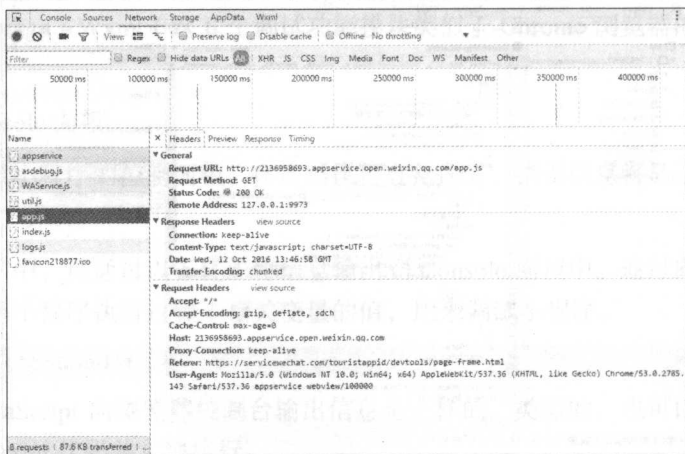 Console Sources Network Storage AppData Wxml
View: Preserve log Disable cache Offline No throttling
Filter Regex Hide data URLs All XHR JS CSS Img Media Font Doc WS Manifest Other
50000 ms 100000 ms 150000 ms 200000 ms 250000 ms 300000 ms 350000 ms 400000 ms
Name
appservice
asdebug.js
WAService.js
util.js
app.js
index.js
logs.js
favicon218877.ico
8 requests | 87.6 KB transferred | ...
× Headers Preview Response Timing
▼ General
Request URL: http://2136958693.appservice.open.weixin.qq.com/app.js
Request Method: GET
Status Code: 200 OK
Remote Address: 127.0.0.1:9973
▼ Response Headers view source
Connection: keep-alive
Content-Type: text/javascript; charset=UTF-8
Date: Wed, 12 Oct 2016 13:46:58 GMT
Transfer-Encoding: chunked
▼ Request Headers view source
Accept: */*
Accept-Encoding: gzip, deflate, sdch
Cache-Control: max-age=0
Host: 2136958693.appservice.open.weixin.qq.com
Proxy-Connection: keep-alive
Referer: https://servicewechat.com/touristappid/devtools/page-frame.html
User-Agent: Mozilla/5.0 (Windows NT 10.0; Win64; x64) AppleWebKit/537.36 (KHTML, like Gecko) Chrome/53.0.2785.
143 Safari/537.36 appservice webview/100000